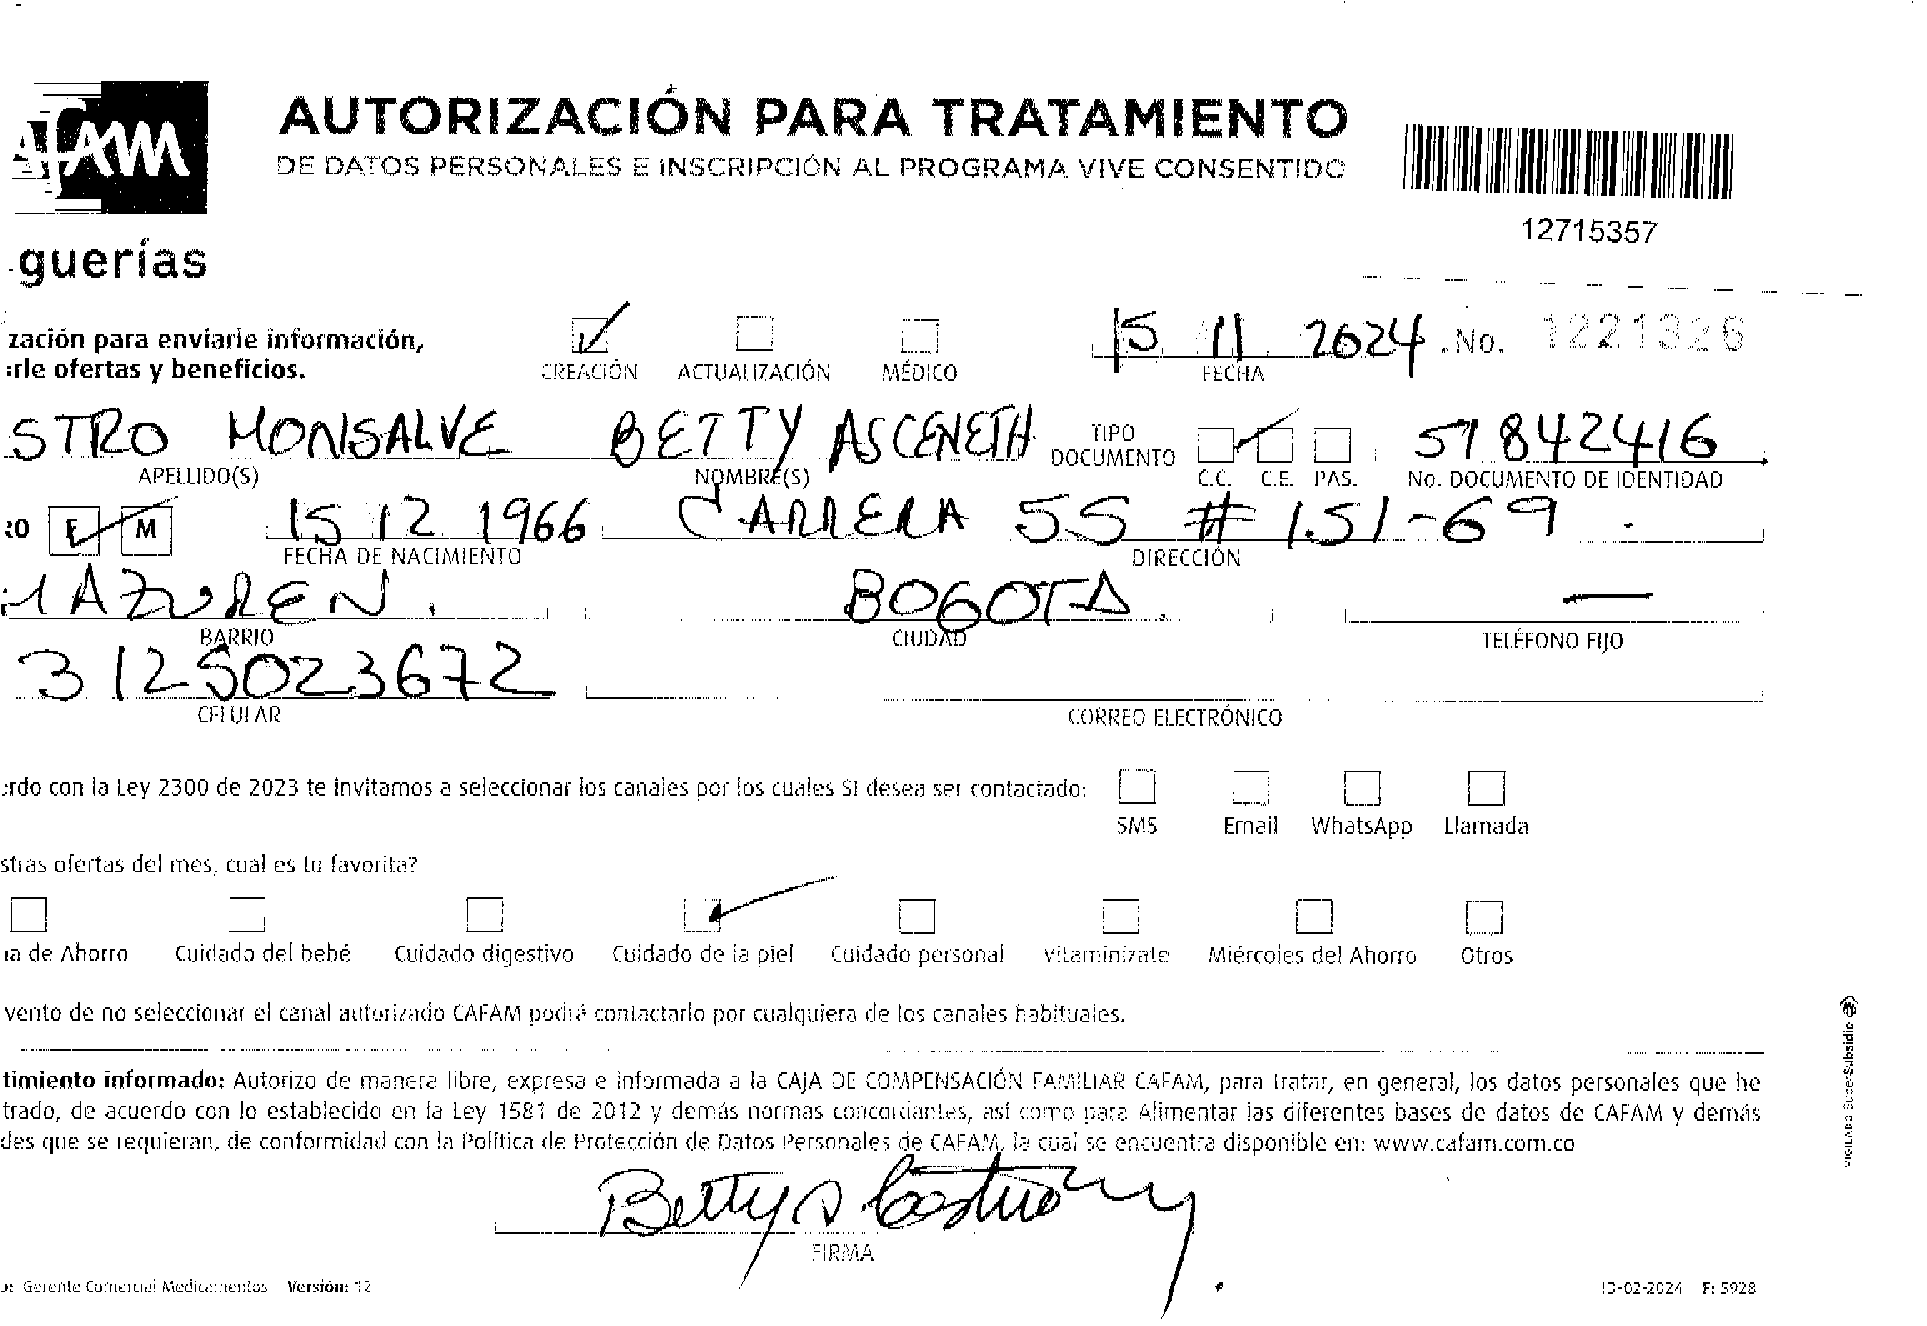 AFAM
AUTORIZACIÓN PARA TRATAMIENTO
DE DATOS PERSONALES E INSCRIPCIÓN AL PROGRAMA VIVE CONSENTIDO
12715357
guerías
zación para enviarle información,
rle ofertas y beneficios.
CREACIÓN ACTUALIZACIÓN MÉDICO
15 11 2024 No. 1221326
FECHA
STRO MONSALVE BETTY ASCENETH TIPO DOCUMENTO C.C. C.E. PAS. 51842416
APELLIDO(S) NOMBRE(S) No. DOCUMENTO DE IDENTIDAD
RO F M 15 12 1966 CARRERA 55 # 151-69
FECHA DE NACIMIENTO DIRECCIÓN
MAZUREN BOGOTA —
BARRIO CIUDAD TELÉFONO FIJO
3125023672
CELULAR CORREO ELECTRÓNICO
rdo con la Ley 2300 de 2023 te invitamos a seleccionar los canales por los cuales SI desea ser contactado:
SMS Email WhatsApp Llamada
stras ofertas del mes, cual es tu favorita?
ía de Ahorro Cuidado del bebé Cuidado digestivo Cuidado de la piel Cuidado personal Vitaminízate Miércoles del Ahorro Otros
vento de no seleccionar el canal autorizado CAFAM podrá contactarlo por cualquiera de los canales habituales.
timiento informado: Autorizo de manera libre, expresa e informada a la CAJA DE COMPENSACIÓN FAMILIAR CAFAM, para tratar, en general, los datos personales que he
trado, de acuerdo con lo establecido en la Ley 1581 de 2012 y demás normas concordantes, así como para Alimentar las diferentes bases de datos de CAFAM y demás
des que se requieran, de conformidad con la Política de Protección de Datos Personales de CAFAM, la cual se encuentra disponible en: www.cafam.com.co
Betty A Castro M
FIRMA
o: Gerente Comercial Medicamentos Versión: 12
13-02-2024 F: 5928
VIGILADO SuperSubsidio